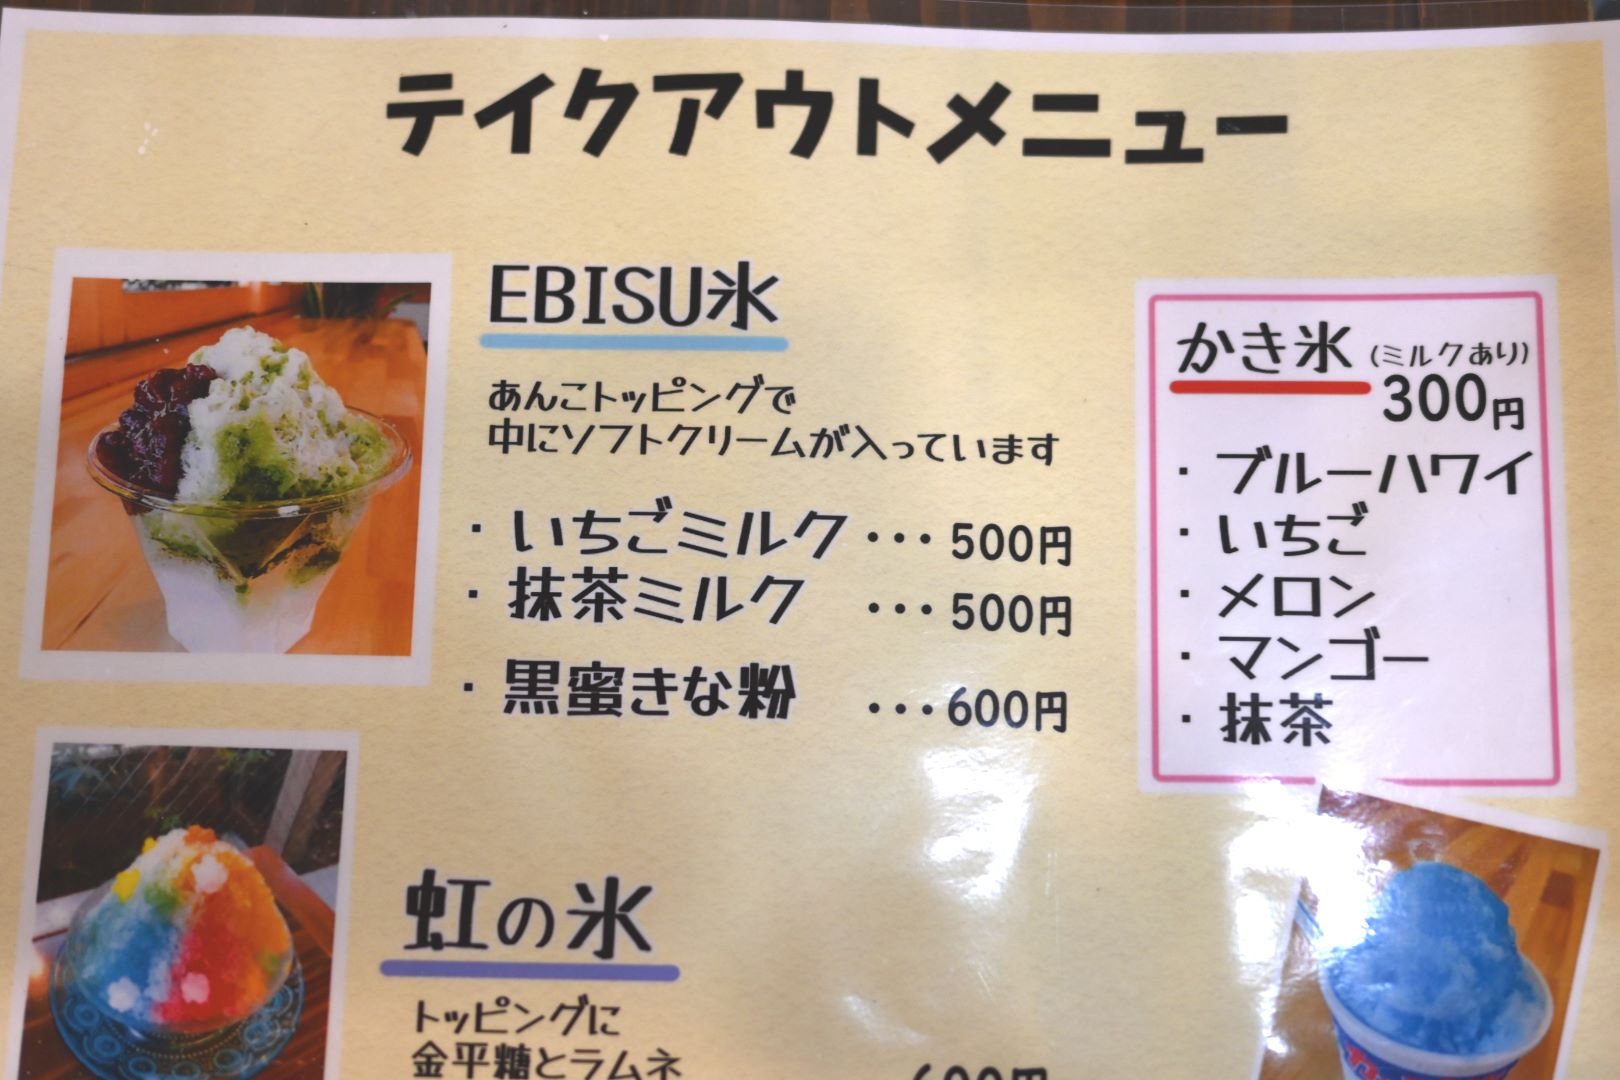 テイクアウトメニュー
EBISU氷
あんこトッピングで
中にソフトクリームが入っています
・いちごミルク ・・・500円
・抹茶ミルク ・・・500円
・黒蜜きな粉 ・・・600円
かき氷(ミルクあり)
300円
・ブルーハワイ
・いちご
・メロン
・マンゴー
・抹茶
虹の氷
トッピングに
金平糖とラムネ
600円